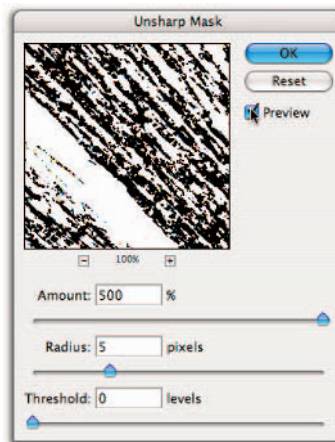 Unsharp Mask
OK
Reset
Preview
100%
Amount: 500 %
Radius: 5 pixels
Threshold: 0 levels